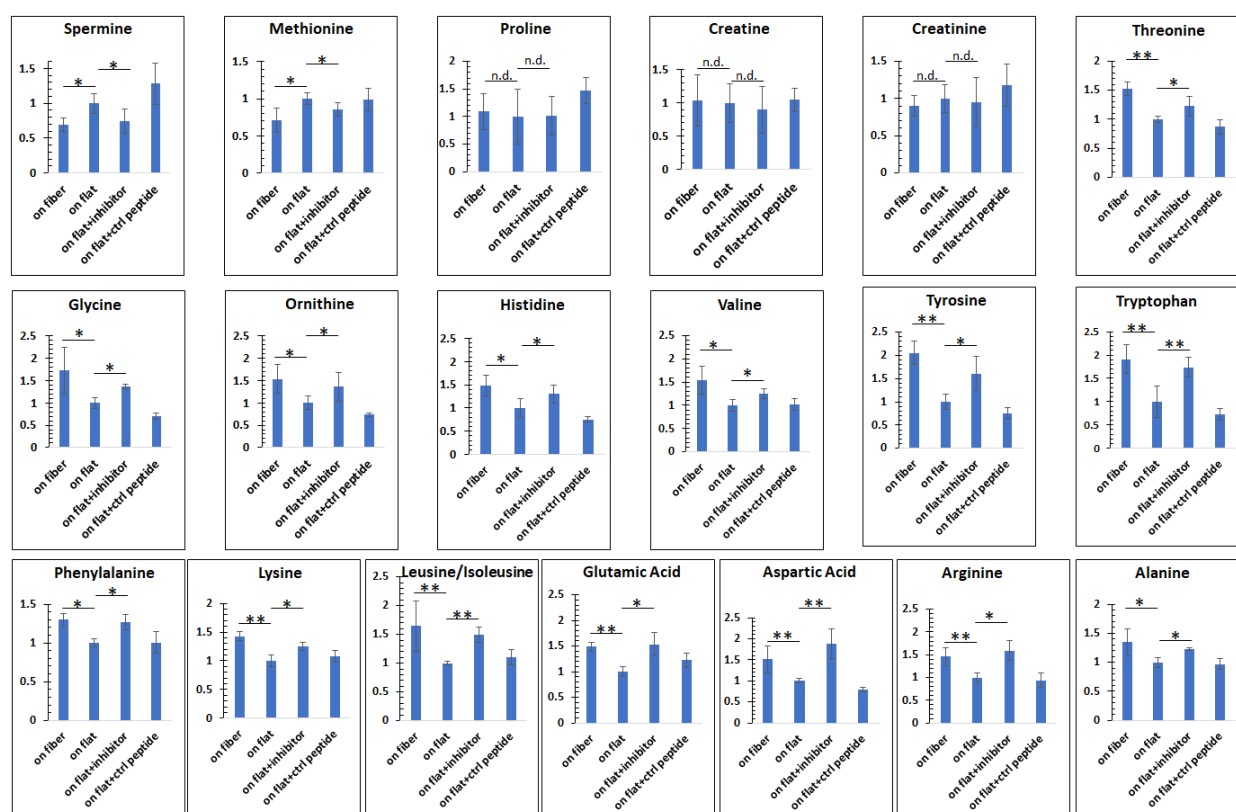 Spermine
* *
1.5
1
0.5
0
on fiber
on flat
on flat+inhibitor
on flat+ctrl peptide
Methionine
* *
1.5
1
0.5
0
on fiber
on flat
on flat+inhibitor
on flat+ctrl peptide
Proline
n.d. n.d.
2
1.5
1
0.5
0
on fiber
on flat
on flat+inhibitor
on flat+ctrl peptide
Creatine
n.d. n.d.
1.5
1
0.5
0
on fiber
on flat
on flat+inhibitor
on flat+ctrl peptide
Creatinine
n.d. n.d.
1.5
1
0.5
0
on fiber
on flat
on flat+inhibitor
on flat+ctrl peptide
Threonine
** *
2
1.5
1
0.5
0
on fiber
on flat
on flat+inhibitor
on flat+ctrl peptide
Glycine
* *
2.5
2
1.5
1
0.5
0
on fiber
on flat
on flat+inhibitor
on flat+ctrl peptide
Ornithine
* *
2.5
2
1.5
1
0.5
0
on fiber
on flat
on flat+inhibitor
on flat+ctrl peptide
Histidine
* *
2.5
2
1.5
1
0.5
0
on fiber
on flat
on flat+inhibitor
on flat+ctrl peptide
Valine
* *
2.5
2
1.5
1
0.5
0
on fiber
on flat
on flat+inhibitor
on flat+ctrl peptide
Tyrosine
** *
2.5
2
1.5
1
0.5
0
on fiber
on flat
on flat+inhibitor
on flat+ctrl peptide
Tryptophan
** **
2.5
2
1.5
1
0.5
0
on fiber
on flat
on flat+inhibitor
on flat+ctrl peptide
Phenylalanine
* *
1.5
1
0.5
0
on fiber
on flat
on flat+inhibitor
on flat+ctrl peptide
Lysine
** *
2
1.5
1
0.5
0
on fiber
on flat
on flat+inhibitor
on flat+ctrl peptide
Leusine/Isoleusine
** **
2.5
2
1.5
1
0.5
0
on fiber
on flat
on flat+inhibitor
on flat+ctrl peptide
Glutamic Acid
** *
2.5
2
1.5
1
0.5
0
on fiber
on flat
on flat+inhibitor
on flat+ctrl peptide
Aspartic Acid
** **
2.5
2
1.5
1
0.5
0
on fiber
on flat
on flat+inhibitor
on flat+ctrl peptide
Arginine
** *
2.5
2
1.5
1
0.5
0
on fiber
on flat
on flat+inhibitor
on flat+ctrl peptide
Alanine
* *
2
1.5
1
0.5
0
on fiber
on flat
on flat+inhibitor
on flat+ctrl peptide